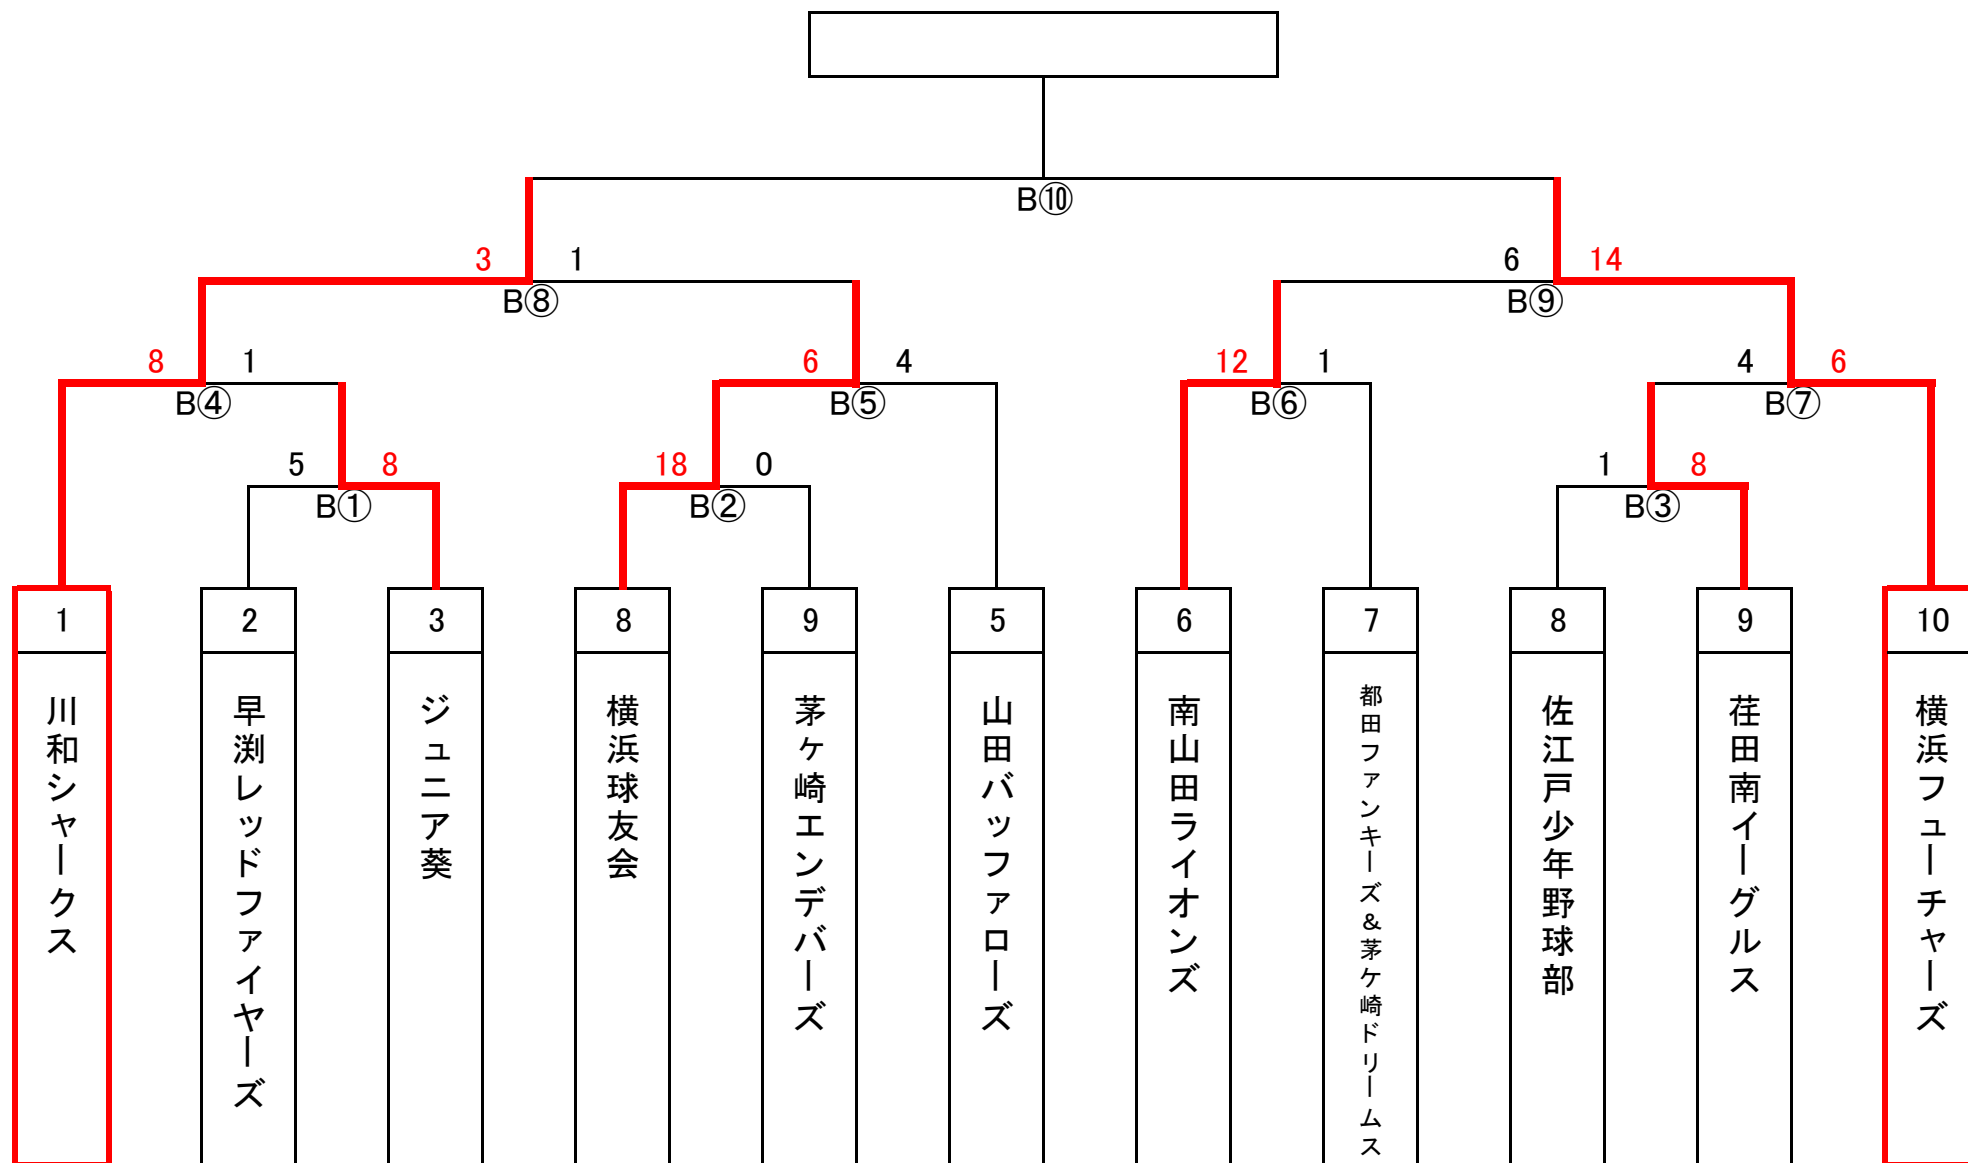 B⑩
3 1
6 14
B⑧
B⑨
8 1
6 4
12 1
4 6
B④
B⑤
B⑥
B⑦
5 8
18 0
1 8
B①
B②
B③
1
2
3
8
9
5
6
7
8
9
10
川和シャークス
早渕レッドファイヤーズ
ジュニア葵
横浜球友会
茅ヶ崎エンデバーズ
山田バッファローズ
南山田ライオンズ
都田ファンキーズ&茅ケ崎ドリームス
佐江戸少年野球部
荏田南イーグルス
横浜フューチャーズ